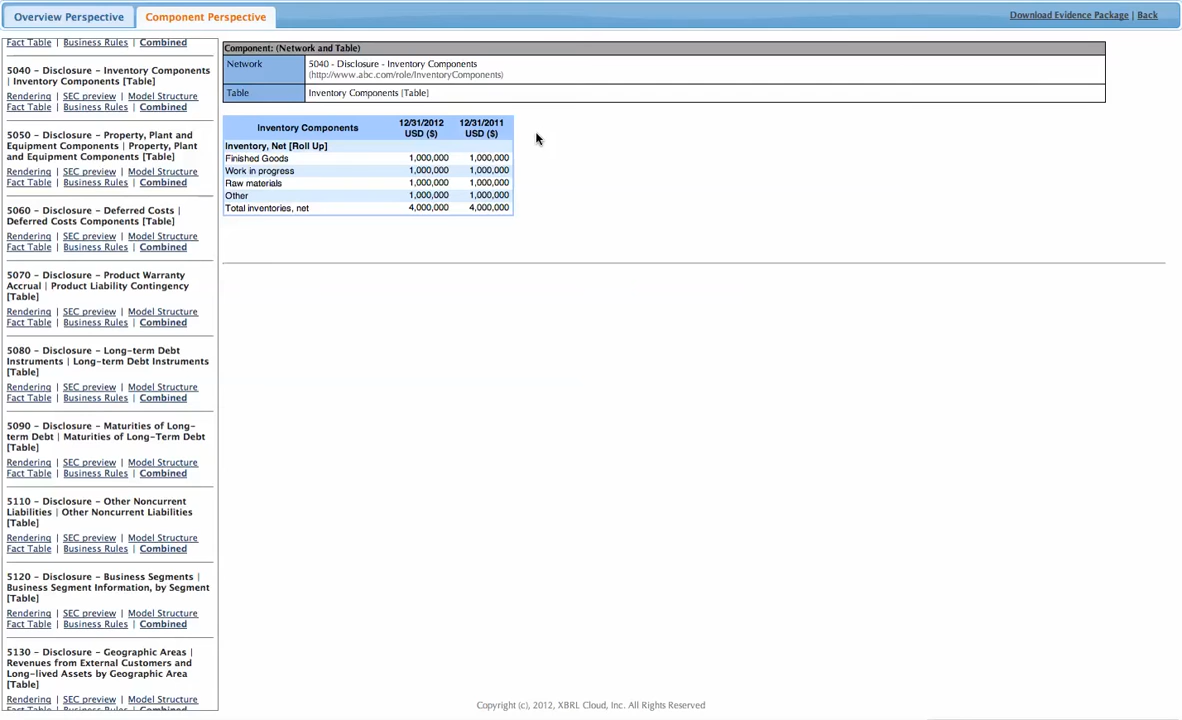 Overview Perspective
Component Perspective
Download Evidence Package | Back
Fact Table | Business Rules | Combined
5040 - Disclosure - Inventory Components
| Inventory Components [Table]
Rendering | SEC preview | Model Structure
Fact Table | Business Rules | Combined
5050 - Disclosure - Property, Plant and
Equipment Components | Property, Plant
and Equipment Components [Table]
Rendering | SEC preview | Model Structure
Fact Table | Business Rules | Combined
5060 - Disclosure - Deferred Costs |
Deferred Costs Components [Table]
Rendering | SEC preview | Model Structure
Fact Table | Business Rules | Combined
5070 - Disclosure - Product Warranty
Accrual | Product Liability Contingency
[Table]
Rendering | SEC preview | Model Structure
Fact Table | Business Rules | Combined
5080 - Disclosure - Long-term Debt
Instruments | Long-term Debt Instruments
[Table]
Rendering | SEC preview | Model Structure
Fact Table | Business Rules | Combined
5090 - Disclosure - Maturities of Long-
term Debt | Maturities of Long-Term Debt
[Table]
Rendering | SEC preview | Model Structure
Fact Table | Business Rules | Combined
5110 - Disclosure - Other Noncurrent
Liabilities | Other Noncurrent Liabilities
[Table]
Rendering | SEC preview | Model Structure
Fact Table | Business Rules | Combined
5120 - Disclosure - Business Segments |
Business Segment Information, by Segment
[Table]
Rendering | SEC preview | Model Structure
Fact Table | Business Rules | Combined
5130 - Disclosure - Geographic Areas |
Revenues from External Customers and
Long-lived Assets by Geographic Area
[Table]
Rendering | SEC preview | Model Structure
Fact Table | Business Rules | Combined
Component: (Network and Table)
Network 5040 - Disclosure - Inventory Components
(http://www.abc.com/role/InventoryComponents)
Table Inventory Components [Table]
Inventory Components 12/31/2012 USD ($) 12/31/2011 USD ($)
Inventory, Net [Roll Up]
Finished Goods 1,000,000 1,000,000
Work in progress 1,000,000 1,000,000
Raw materials 1,000,000 1,000,000
Other 1,000,000 1,000,000
Total inventories, net 4,000,000 4,000,000
Copyright (c), 2012, XBRL Cloud, Inc. All Rights Reserved